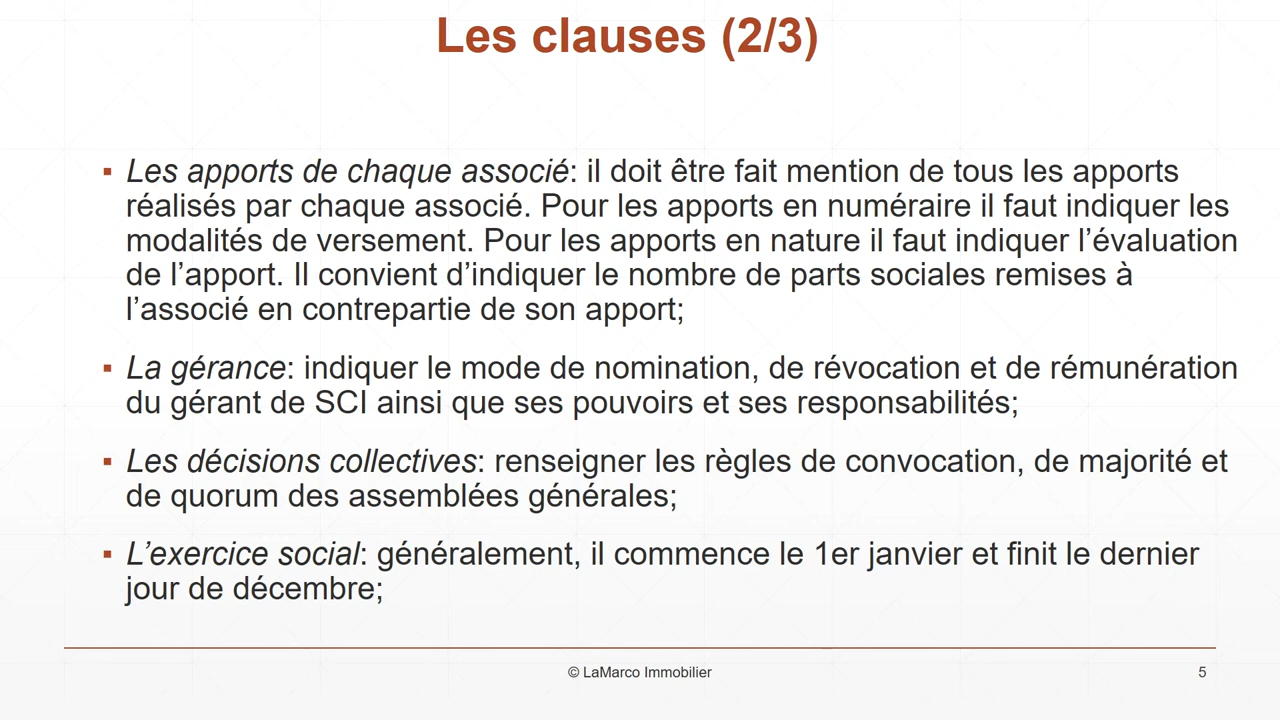 Les clauses (2/3)
▪ Les apports de chaque associé: il doit être fait mention de tous les apports
réalisés par chaque associé. Pour les apports en numéraire il faut indiquer les
modalités de versement. Pour les apports en nature il faut indiquer l’évaluation
de l’apport. Il convient d’indiquer le nombre de parts sociales remises à
l’associé en contrepartie de son apport;
▪ La gérance: indiquer le mode de nomination, de révocation et de rémunération
du gérant de SCI ainsi que ses pouvoirs et ses responsabilités;
▪ Les décisions collectives: renseigner les règles de convocation, de majorité et
de quorum des assemblées générales;
▪ L’exercice social: généralement, il commence le 1er janvier et finit le dernier
jour de décembre;
© LaMarco Immobilier
5